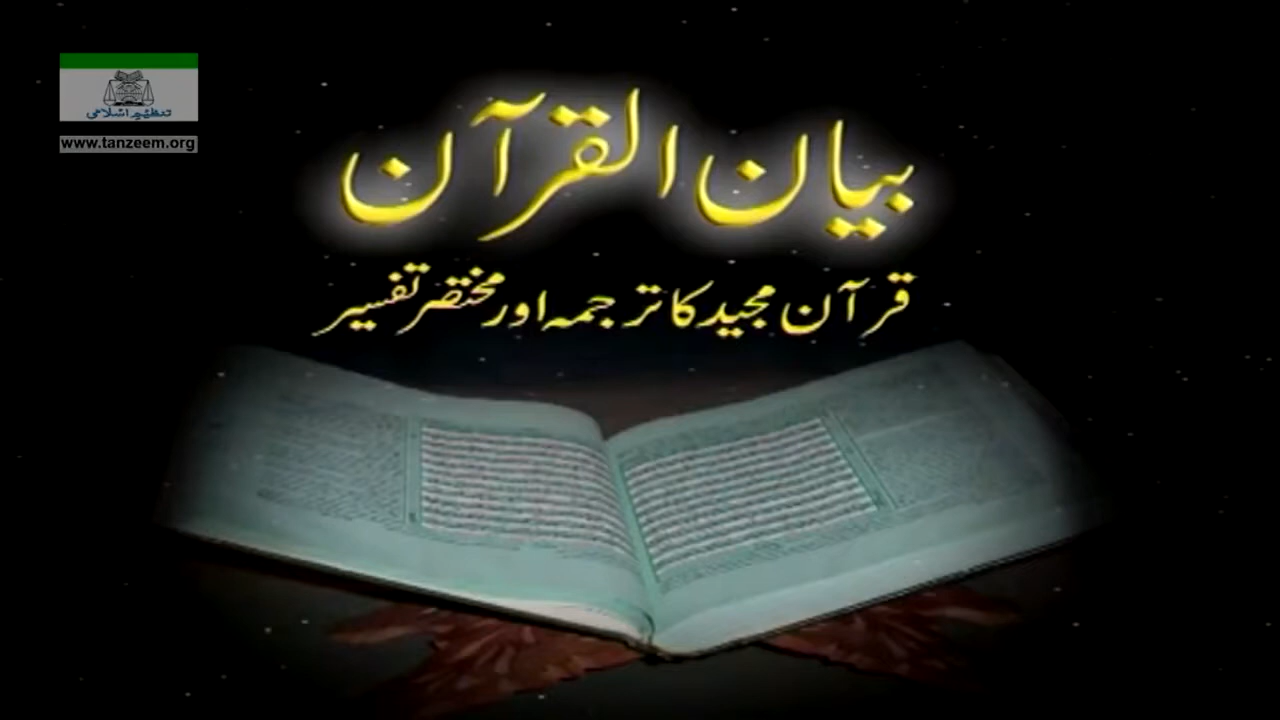 تنظیم اسلامی
www.tanzeem.org
بیان القرآن
قرآن مجید کا ترجمہ اور مختصر تفسیر